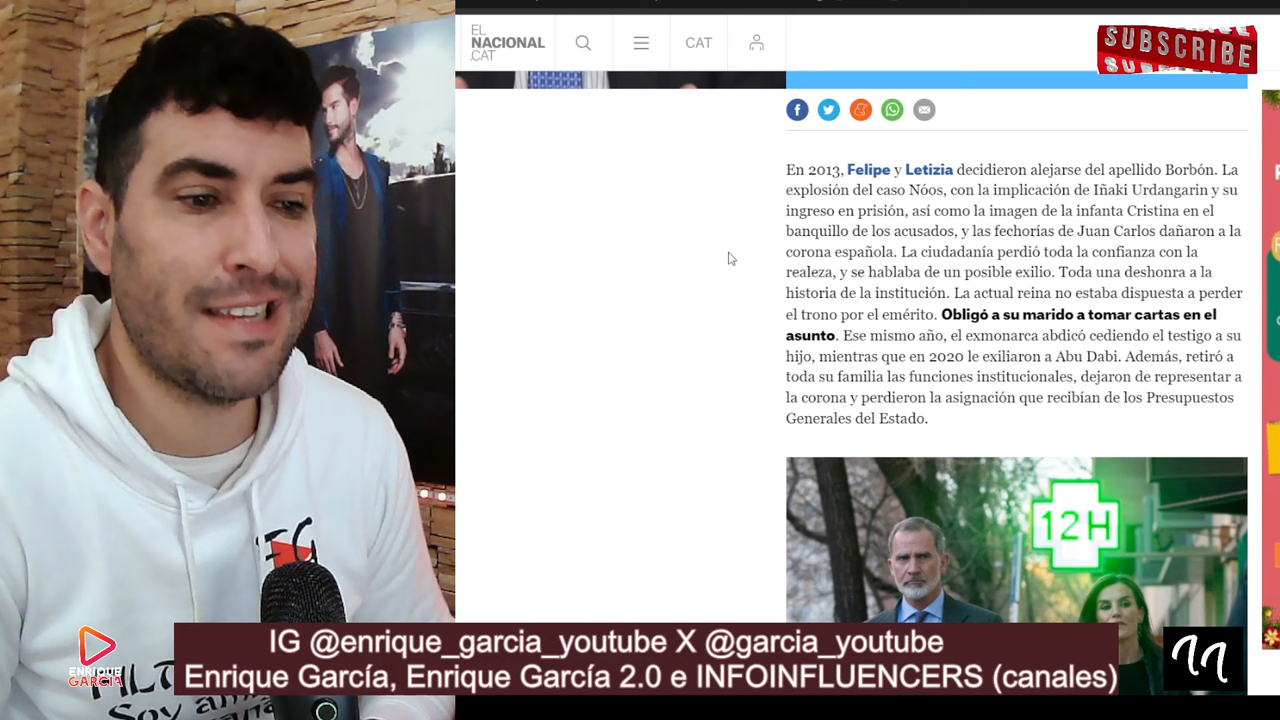 EL
NACIONAL
.CAT
CAT
SUBSCRIBE
En 2013, Felipe y Letizia decidieron alejarse del apellido Borbón. La
explosión del caso Nóos, con la implicación de Iñaki Urdangarin y su
ingreso en prisión, así como la imagen de la infanta Cristina en el
banquillo de los acusados, y las fechorías de Juan Carlos dañaron a la
corona española. La ciudadanía perdió toda la confianza con la
realeza, y se hablaba de un posible exilio. Toda una deshonra a la
historia de la institución. La actual reina no estaba dispuesta a perder
el trono por el emérito. Obligó a su marido a tomar cartas en el
asunto. Ese mismo año, el exmonarca abdicó cediendo el testigo a su
hijo, mientras que en 2020 le exiliaron a Abu Dabi. Además, retiró a
toda su familia las funciones institucionales, dejaron de representar a
la corona y perdieron la asignación que recibían de los Presupuestos
Generales del Estado.
12H
IG @enrique_garcia_youtube X @garcia_youtube
Enrique García, Enrique García 2.0 e INFOINFLUENCERS (canales)
ENRIQUE
GARCÍA